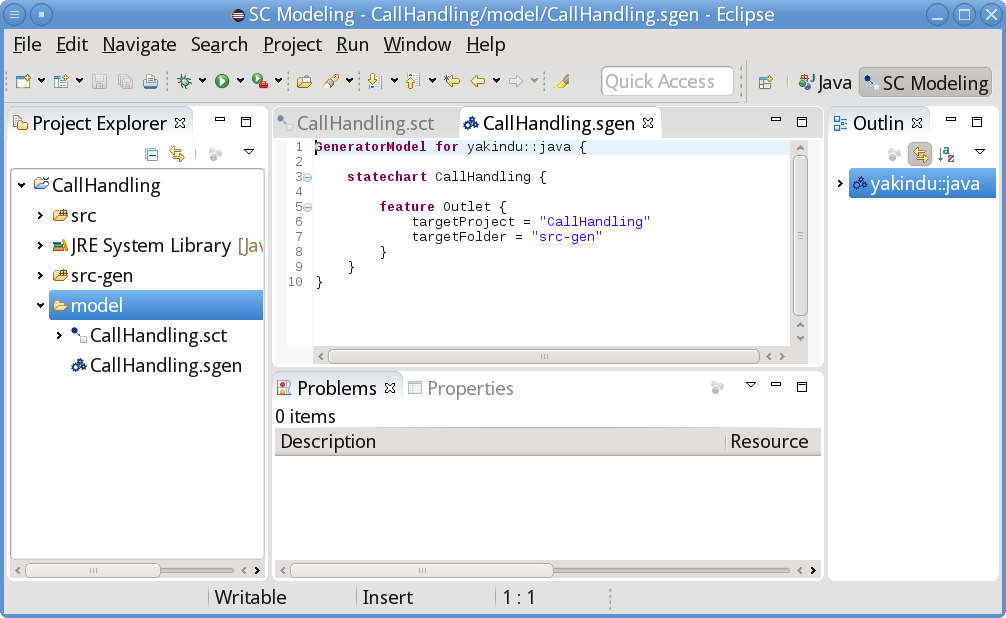 SC Modeling - CallHandling/model/CallHandling.sgen - Eclipse
File Edit Navigate Search Project Run Window Help
Quick Access
Java
SC Modeling
Project Explorer
CallHandling
src
JRE System Library [Jav
src-gen
model
CallHandling.sct
CallHandling.sgen
CallHandling.sct
CallHandling.sgen
1 GeneratorModel for yakindu::java {
2
3 statechart CallHandling {
4
5 feature Outlet {
6 targetProject = "CallHandling"
7 targetFolder = "src-gen"
8 }
9 }
10 }
Outlin
yakindu::java
Problems
Properties
0 items
Description Resource
Writable Insert 1 : 1